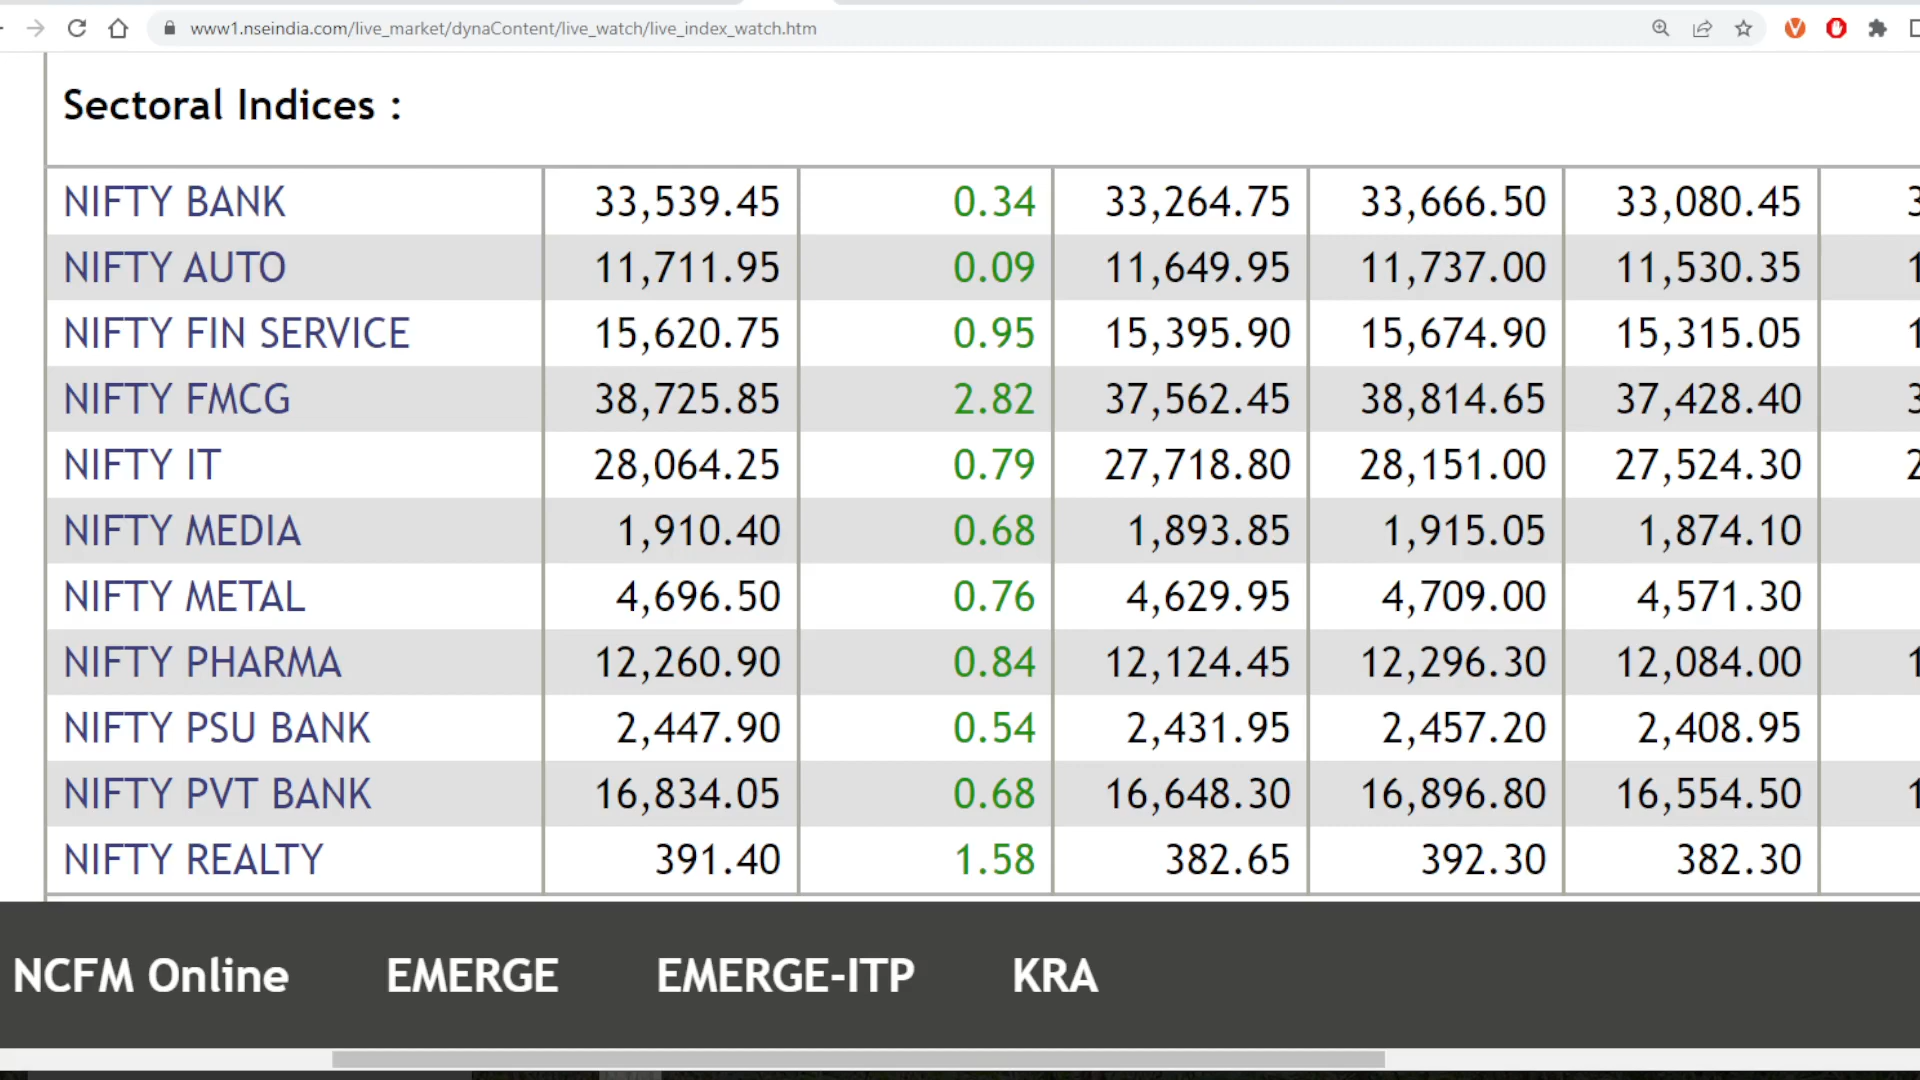 www1.nseindia.com/live_market/dynaContent/live_watch/live_index_watch.htm
Sectoral Indices :
NIFTY BANK 33,539.45 0.34 33,264.75 33,666.50 33,080.45
NIFTY AUTO 11,711.95 0.09 11,649.95 11,737.00 11,530.35
NIFTY FIN SERVICE 15,620.75 0.95 15,395.90 15,674.90 15,315.05
NIFTY FMCG 38,725.85 2.82 37,562.45 38,814.65 37,428.40
NIFTY IT 28,064.25 0.79 27,718.80 28,151.00 27,524.30
NIFTY MEDIA 1,910.40 0.68 1,893.85 1,915.05 1,874.10
NIFTY METAL 4,696.50 0.76 4,629.95 4,709.00 4,571.30
NIFTY PHARMA 12,260.90 0.84 12,124.45 12,296.30 12,084.00
NIFTY PSU BANK 2,447.90 0.54 2,431.95 2,457.20 2,408.95
NIFTY PVT BANK 16,834.05 0.68 16,648.30 16,896.80 16,554.50
NIFTY REALTY 391.40 1.58 382.65 392.30 382.30
NCFM Online EMERGE EMERGE-ITP KRA